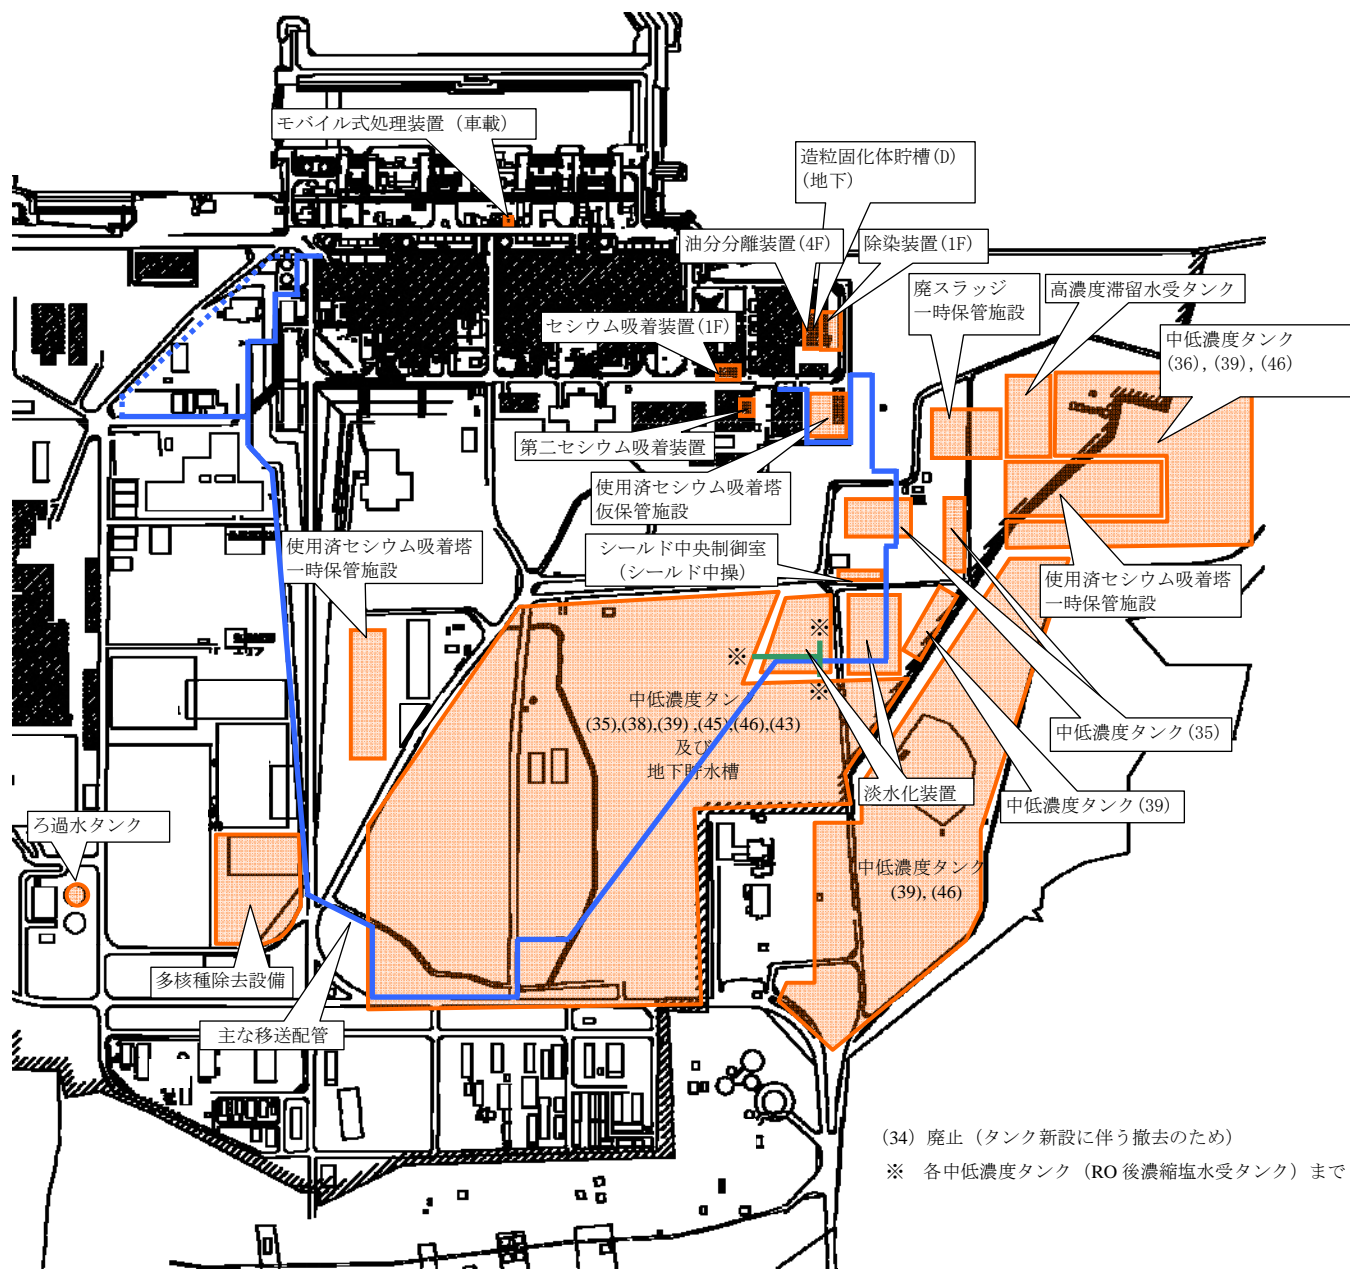 モバイル式処理装置（車載）
造粒固化体貯槽(D)
(地下)
油分分離装置(4F)
除染装置(1F)
廃スラッジ
一時保管施設
高濃度滞留水受タンク
中低濃度タンク
(36), (39), (46)
セシウム吸着装置(1F)
第二セシウム吸着装置
使用済セシウム吸着塔
仮保管施設
使用済セシウム吸着塔
一時保管施設
シールド中央制御室
（シールド中操）
使用済セシウム吸着塔
一時保管施設
※
※
※
中低濃度タンク
(35),(38),(39) ,(45),(46),(43)
及び
地下貯水槽
中低濃度タンク(35)
淡水化装置
中低濃度タンク(39)
ろ過水タンク
中低濃度タンク
(39), (46)
多核種除去設備
主な移送配管
(34) 廃止（タンク新設に伴う撤去のため）
※　各中低濃度タンク（RO 後濃縮塩水受タンク）まで